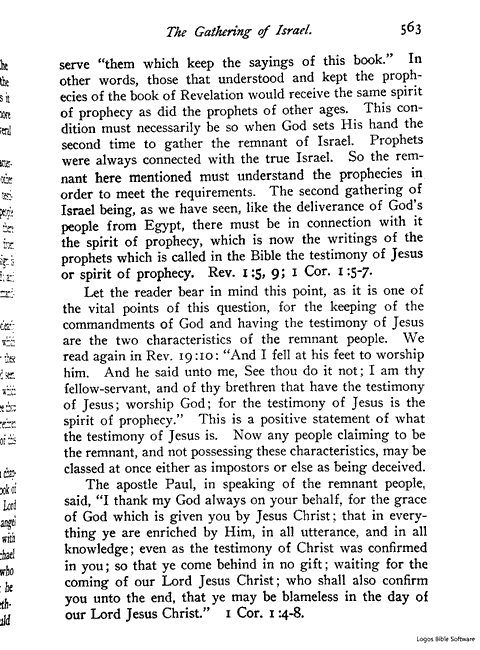 The Gathering of Israel. 563
serve "them which keep the sayings of this book." In
other words, those that understood and kept the proph-
ecies of the book of Revelation would receive the same spirit
of prophecy as did the prophets of other ages. This con-
dition must necessarily be so when God sets His hand the
second time to gather the remnant of Israel. Prophets
were always connected with the true Israel. So the rem-
nant here mentioned must understand the prophecies in
order to meet the requirements. The second gathering of
Israel being, as we have seen, like the deliverance of God's
people from Egypt, there must be in connection with it
the spirit of prophecy, which is now the writings of the
prophets which is called in the Bible the testimony of Jesus
or spirit of prophecy. Rev. 1:5, 9; 1 Cor. 1:5-7.
Let the reader bear in mind this point, as it is one of
the vital points of this question, for the keeping of the
commandments of God and having the testimony of Jesus
are the two characteristics of the remnant people. We
read again in Rev. 19:10: "And I fell at his feet to worship
him. And he said unto me, See thou do it not; I am thy
fellow-servant, and of thy brethren that have the testimony
of Jesus; worship God; for the testimony of Jesus is the
spirit of prophecy." This is a positive statement of what
the testimony of Jesus is. Now any people claiming to be
the remnant, and not possessing these characteristics, may be
classed at once either as impostors or else as being deceived.
The apostle Paul, in speaking of the remnant people,
said, "I thank my God always on your behalf, for the grace
of God which is given you by Jesus Christ; that in every-
thing ye are enriched by Him, in all utterance, and in all
knowledge; even as the testimony of Christ was confirmed
in you; so that ye come behind in no gift; waiting for the
coming of our Lord Jesus Christ; who shall also confirm
you unto the end, that ye may be blameless in the day of
our Lord Jesus Christ." 1 Cor. 1:4-8.
Logos Bible Software